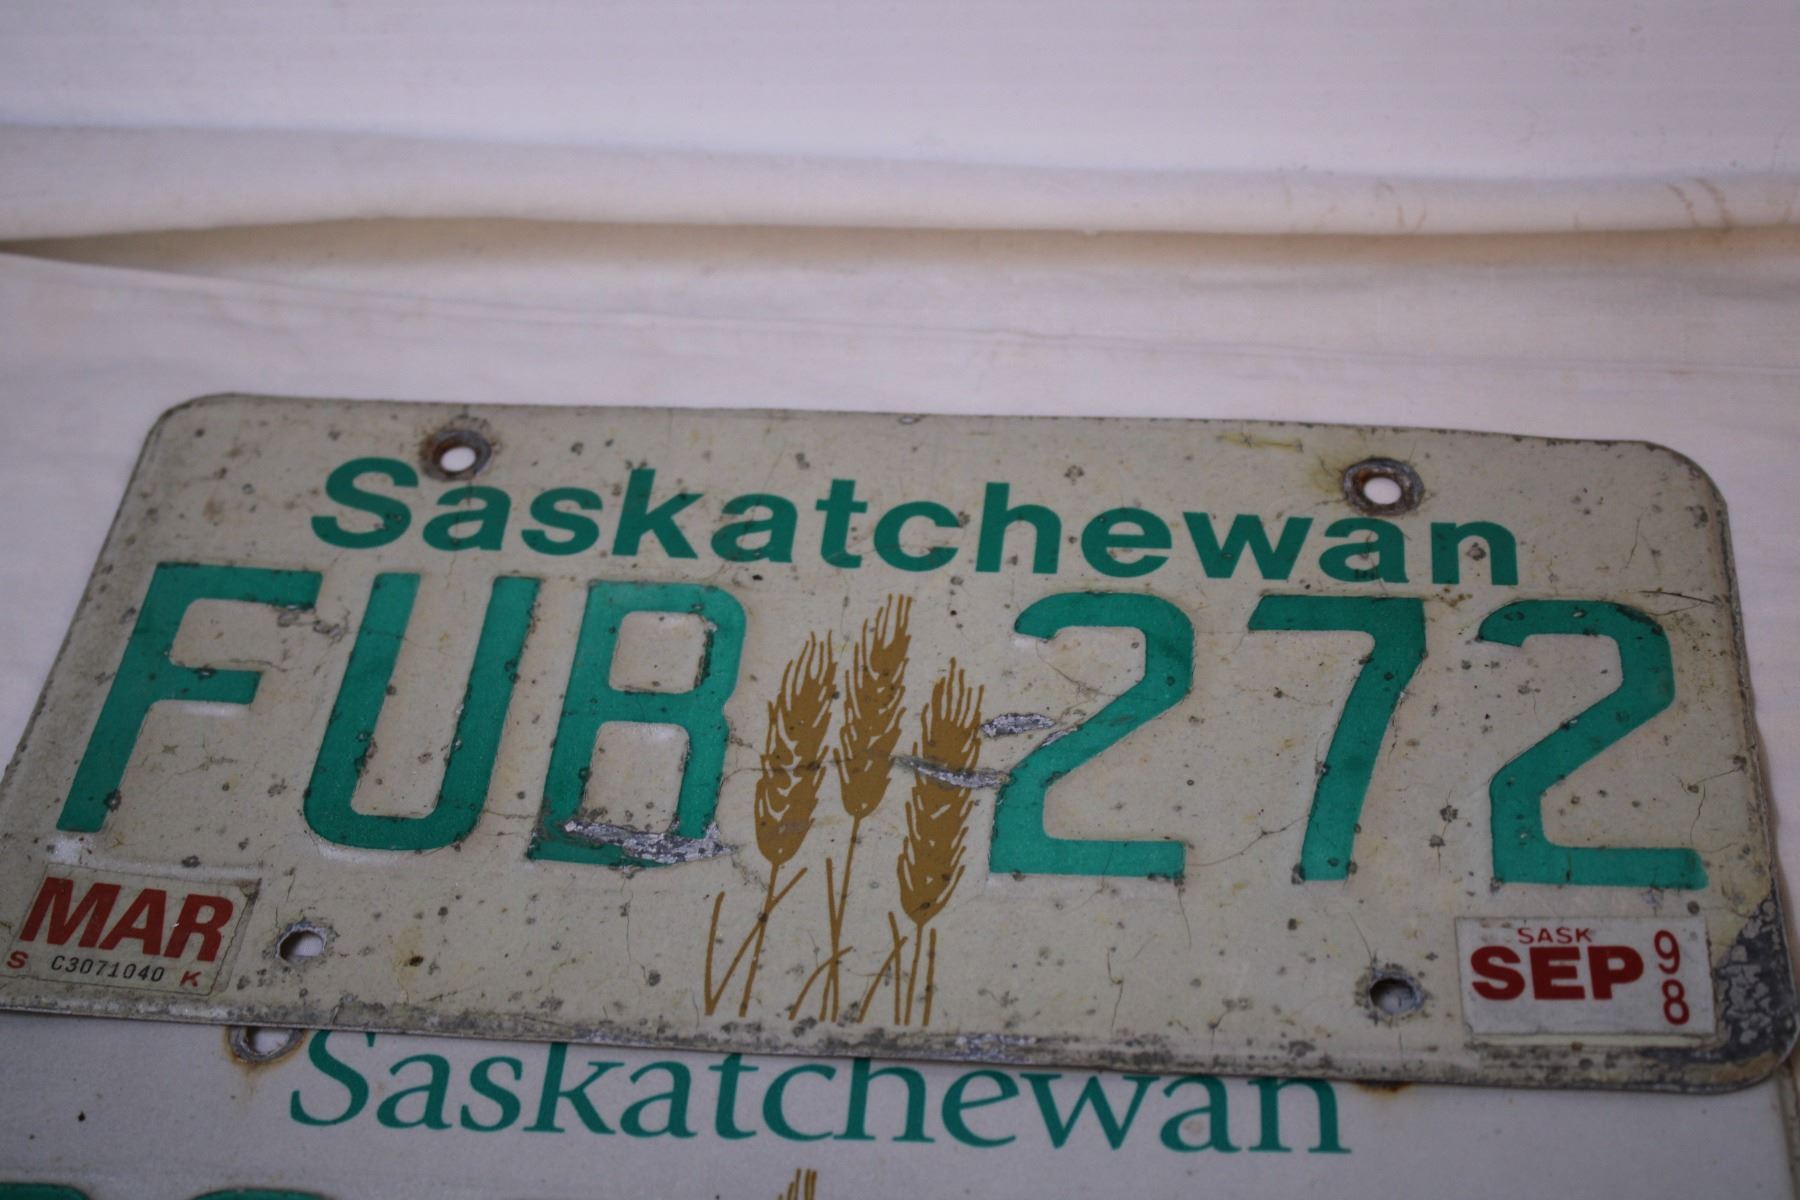 Saskatchewan
FUB 272
MAR
S C3071040 K
SASK
SEP 98
Saskatchewan